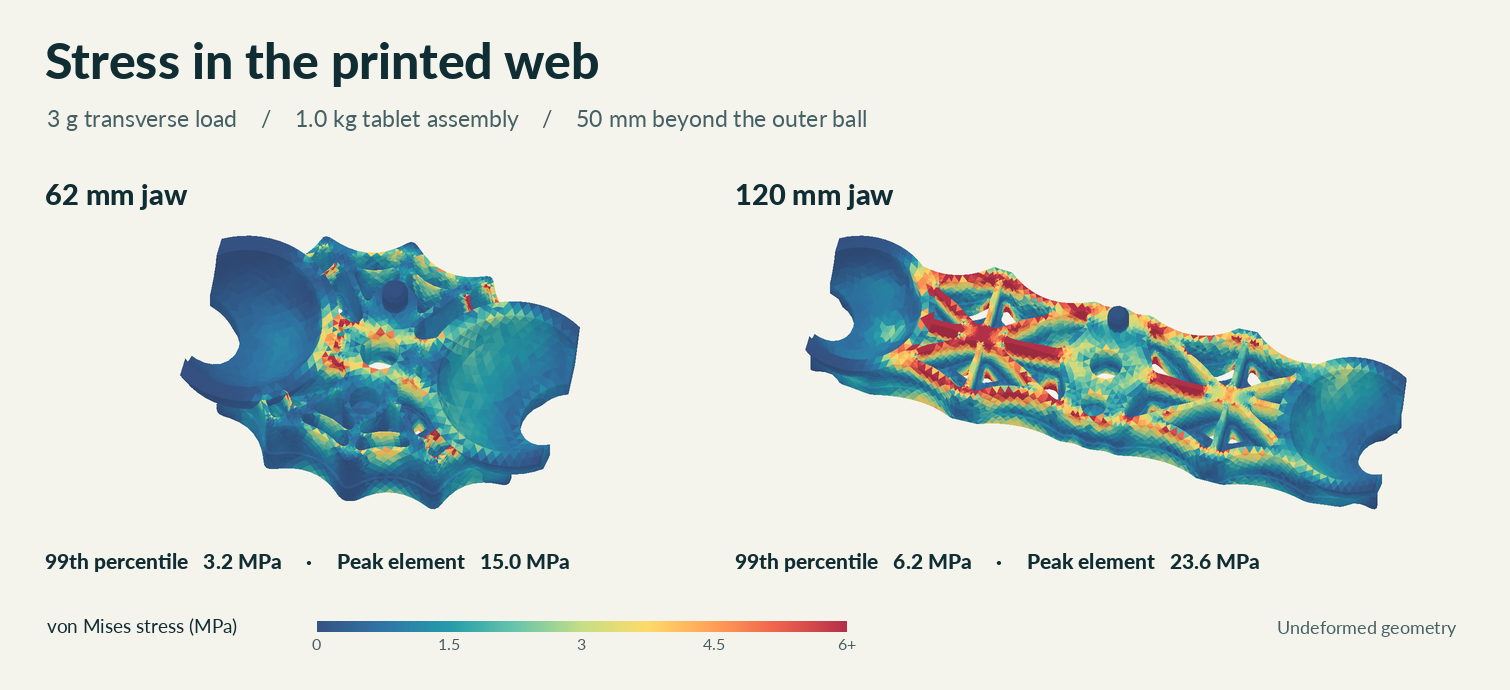 Stress in the printed web
3 g transverse load / 1.0 kg tablet assembly / 50 mm beyond the outer ball
62 mm jaw
120 mm jaw
99th percentile 3.2 MPa · Peak element 15.0 MPa
99th percentile 6.2 MPa · Peak element 23.6 MPa
von Mises stress (MPa)
0 1.5 3 4.5 6+
Undeformed geometry